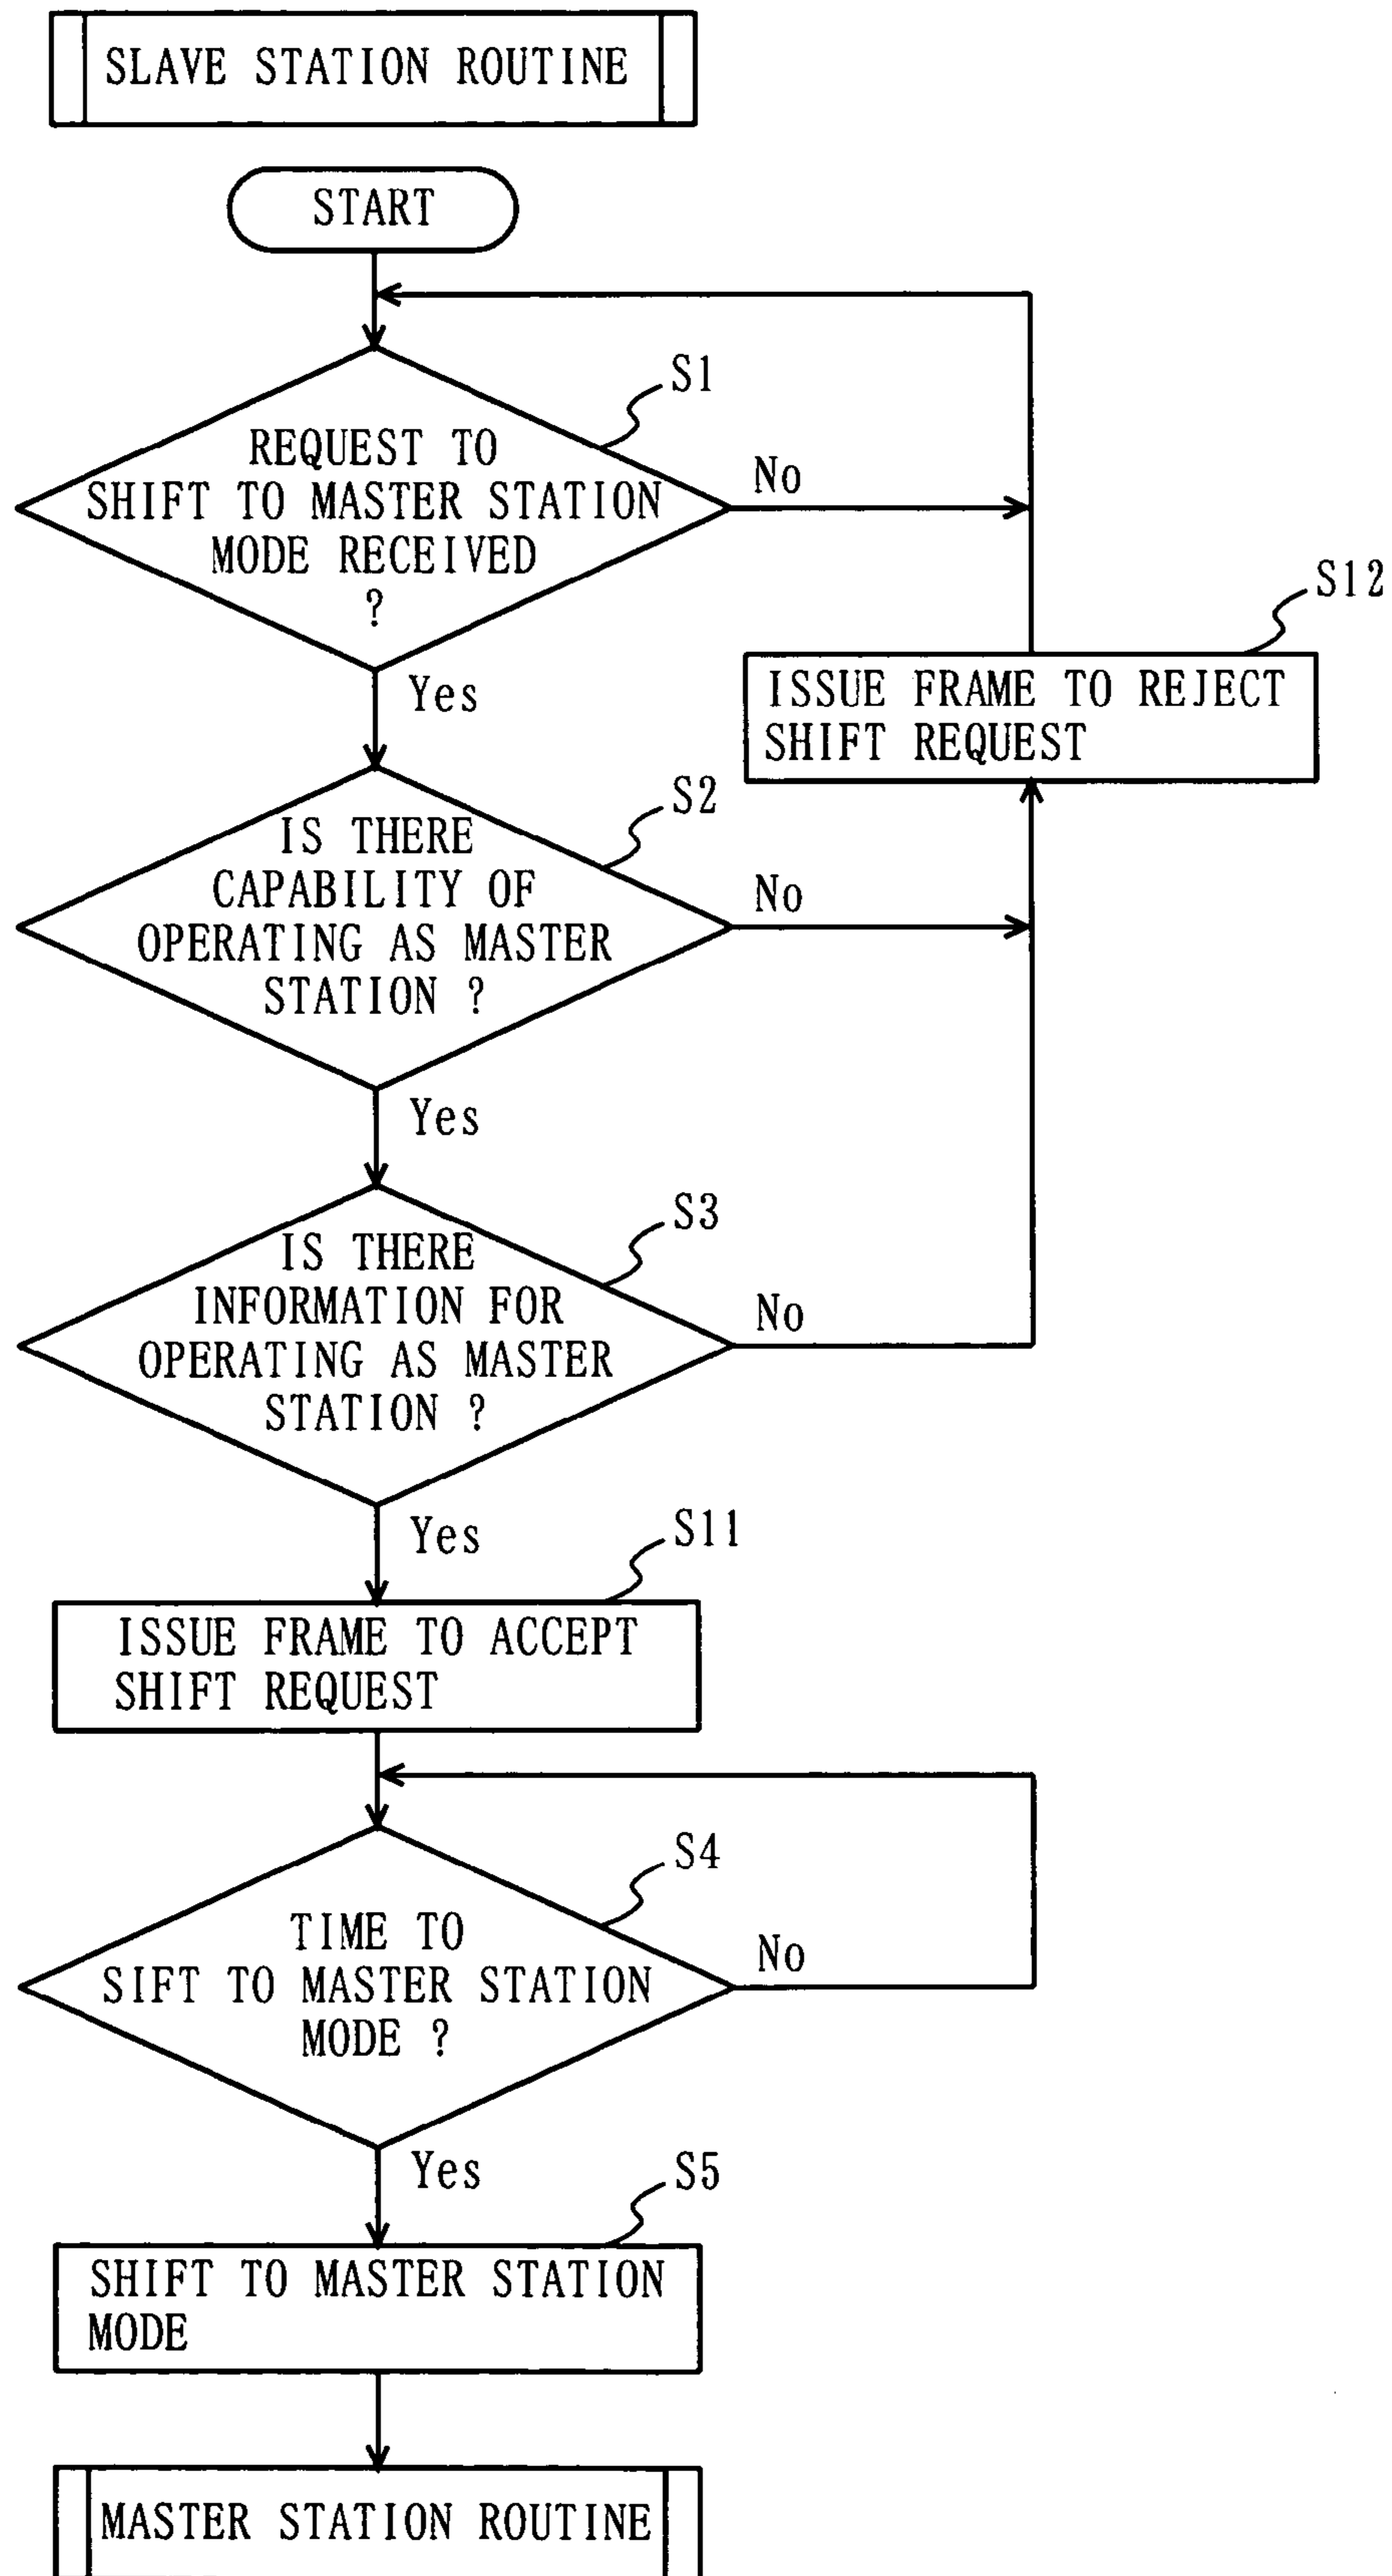 SLAVE STATION ROUTINE
START
S1
REQUEST TO
SHIFT TO MASTER STATION
MODE RECEIVED
?
No
Yes
S12
ISSUE FRAME TO REJECT
SHIFT REQUEST
S2
IS THERE
CAPABILITY OF
OPERATING AS MASTER
STATION ?
No
Yes
S3
IS THERE
INFORMATION FOR
OPERATING AS MASTER
STATION ?
No
Yes
S11
ISSUE FRAME TO ACCEPT
SHIFT REQUEST
S4
TIME TO
SIFT TO MASTER STATION
MODE ?
No
Yes
S5
SHIFT TO MASTER STATION
MODE
MASTER STATION ROUTINE